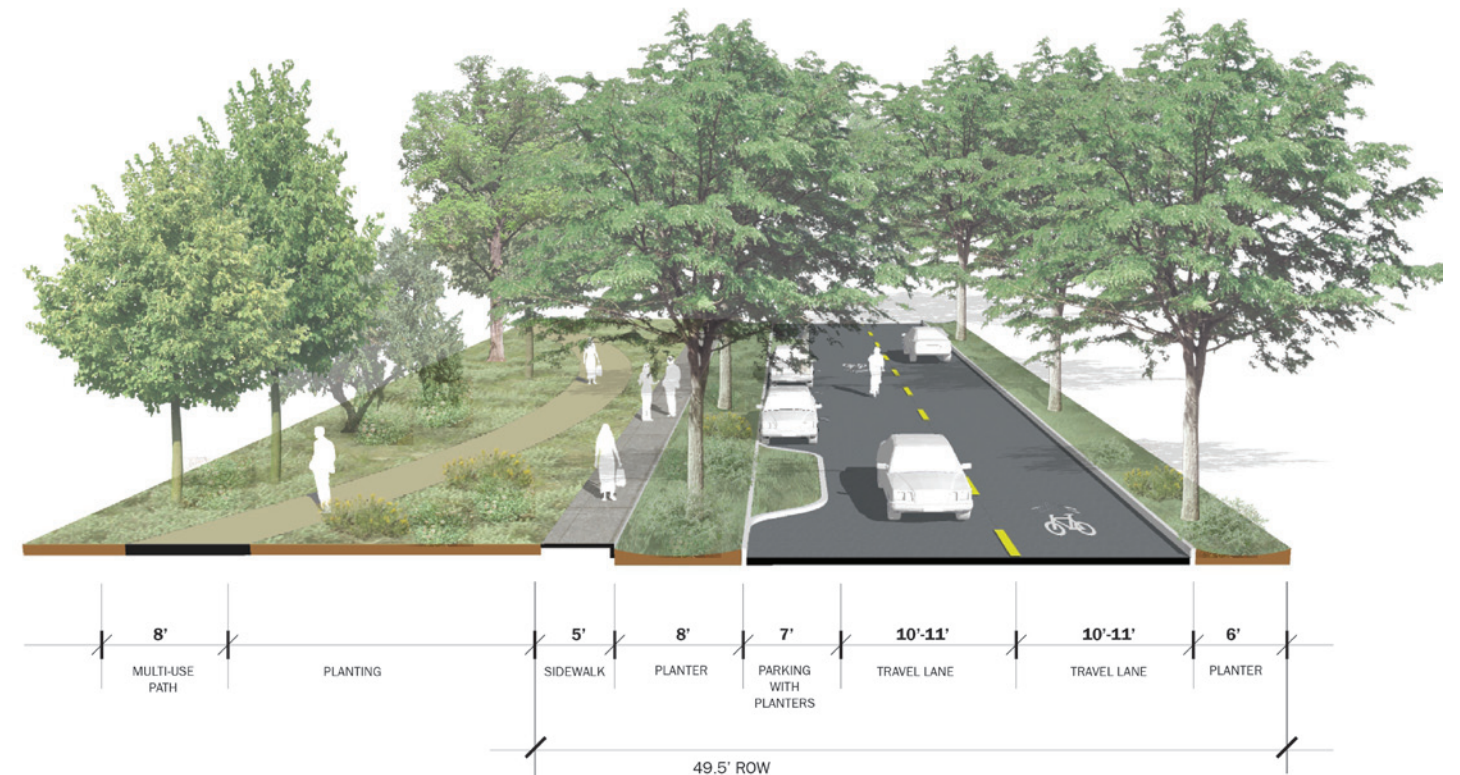 8’
5’
8’
7’
10’-11’
10’-11’
6’
MULTI-USE
PATH
PLANTING
SIDEWALK
PLANTER
PARKING
WITH
PLANTERS
TRAVEL LANE
TRAVEL LANE
PLANTER
49.5’ ROW